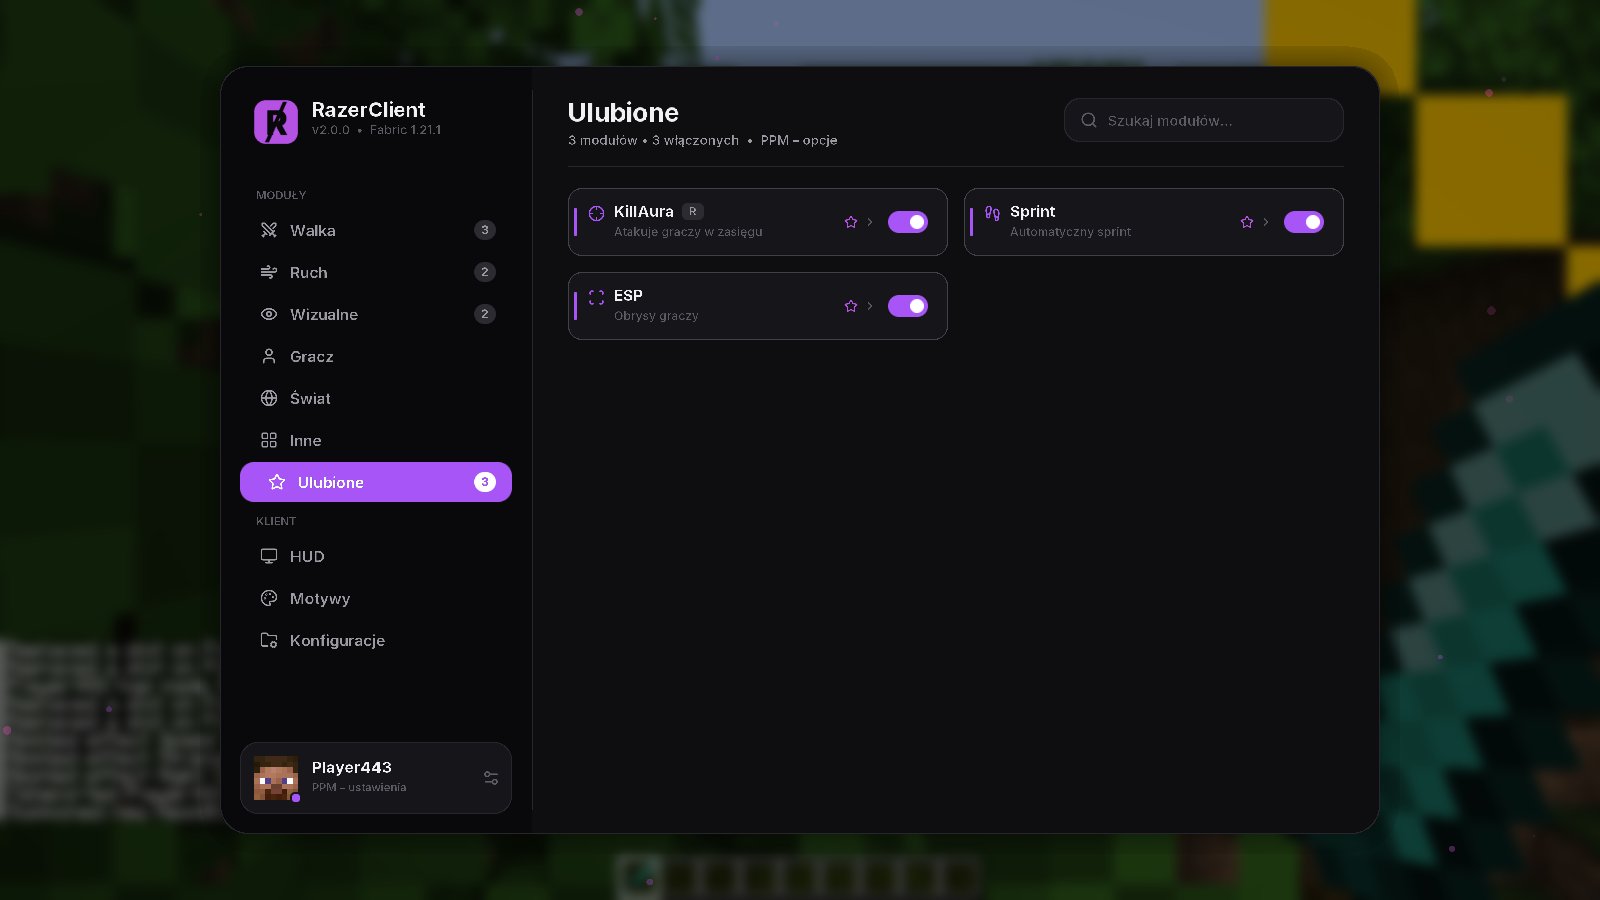 RazerClient
v2.0.0 • Fabric 1.21.1
MODUŁY
Walka 3
Ruch 2
Wizualne 2
Gracz
Świat
Inne
Ulubione 3
KLIENT
HUD
Motywy
Konfiguracje
Player443
PPM – ustawienia
Ulubione
3 modułów • 3 włączonych • PPM – opcje
Szukaj modułów...
KillAura R
Atakuje graczy w zasięgu
Sprint
Automatyczny sprint
ESP
Obrysy graczy